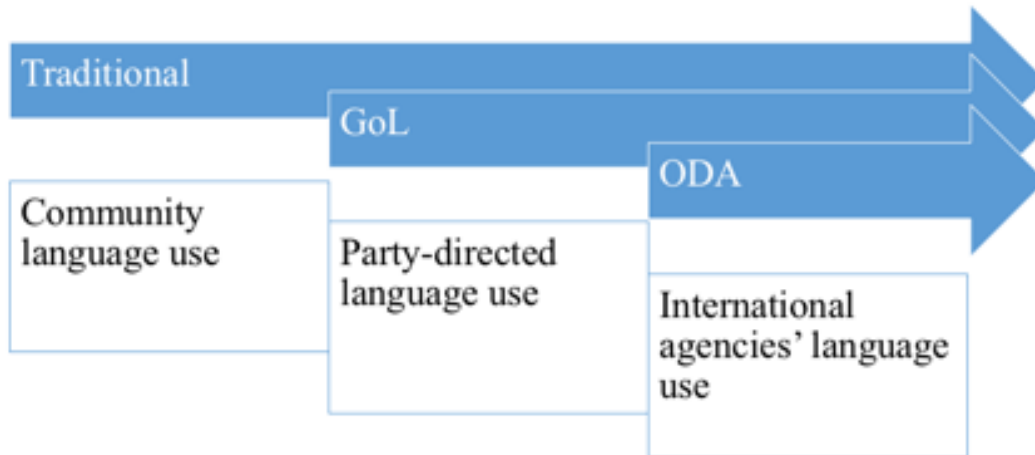 Traditional
GoL
ODA
Community
language use
Party-directed
language use
International
agencies’ language
use